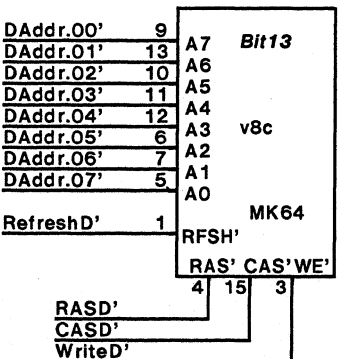 DAddr.00' 9 A7 Bit13
DAddr.01' 13 A6
DAddr.02' 10 A5
DAddr.03' 11 A4
DAddr.04' 12 A3 v8c
DAddr.05' 6 A2
DAddr.06' 7 A1
DAddr.07' 5 A0
MK64
RefreshD' 1 RFSH'
RAS' CAS' WE'
4 15 3
RASD'
CASD'
WriteD'